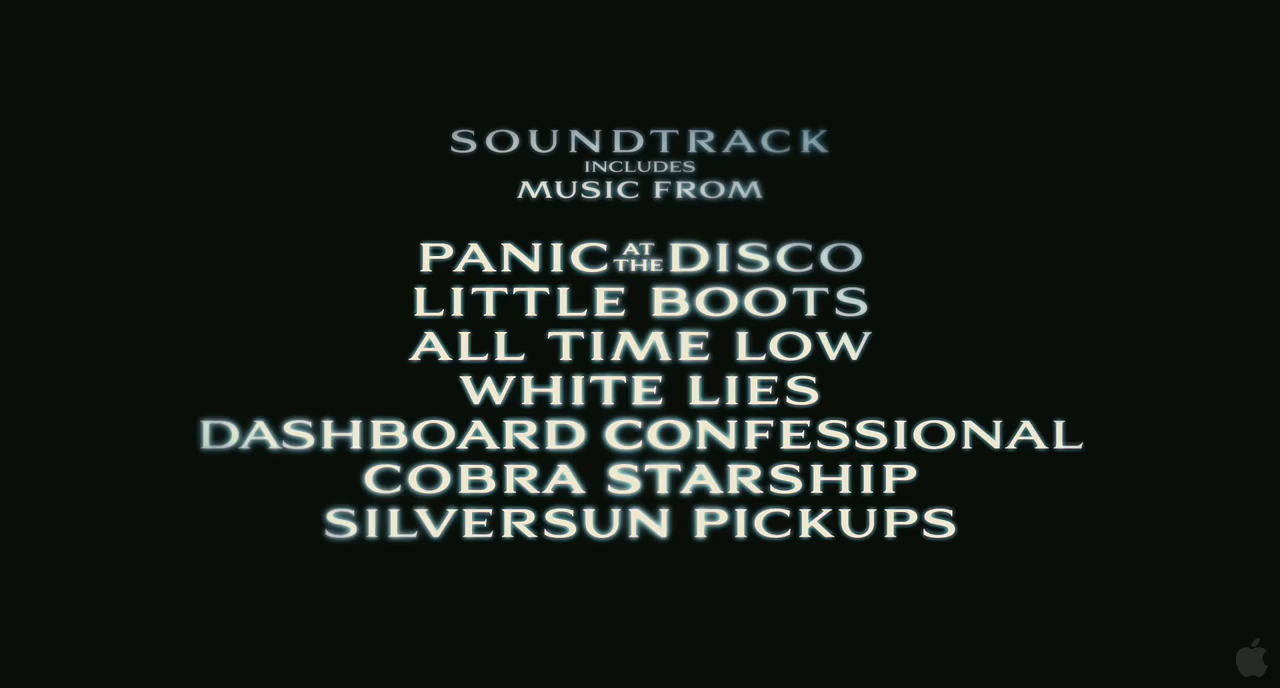 SOUNDTRACK
INCLUDES
MUSIC FROM
PANIC AT THE DISCO
LITTLE BOOTS
ALL TIME LOW
WHITE LIES
DASHBOARD CONFESSIONAL
COBRA STARSHIP
SILVERSUN PICKUPS